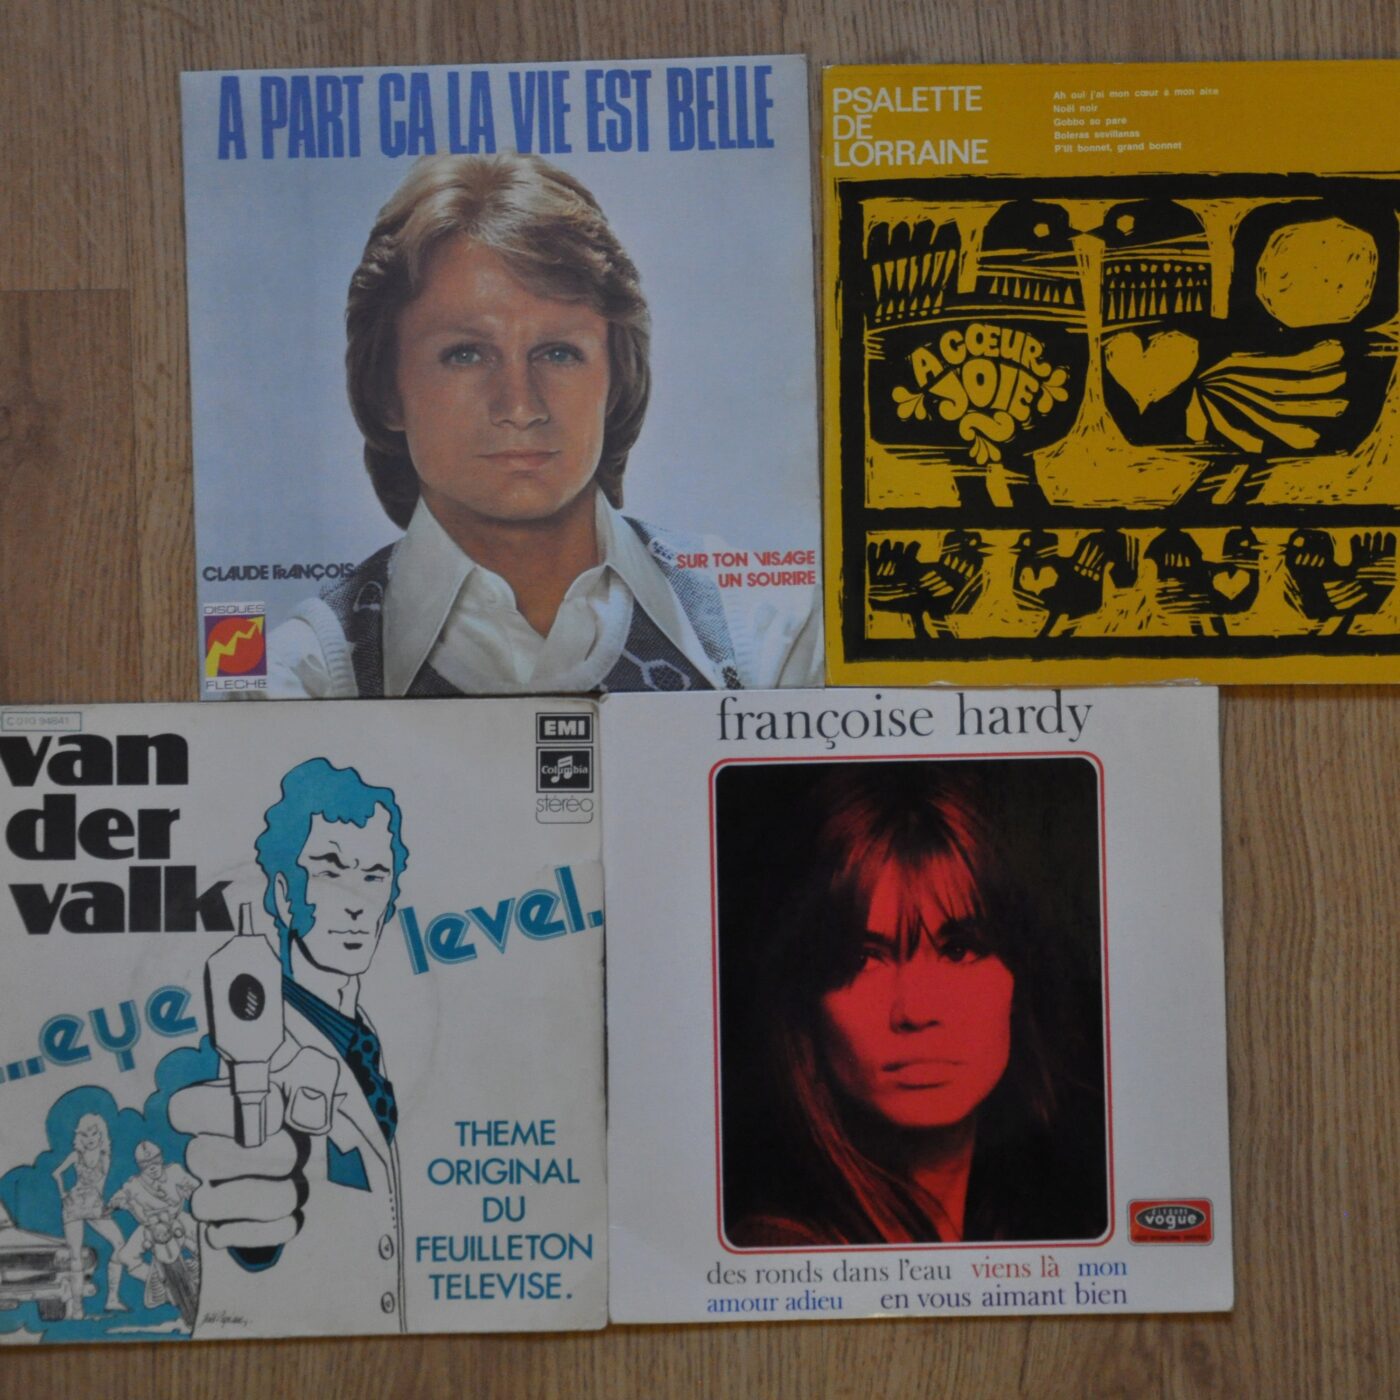 A PART ÇA LA VIE EST BELLE
CLAUDE FRANÇOIS
SUR TON VISAGE
UN SOURIRE
DISQUES
FLECHE
PSALETTE
DE
LORRAINE
Ah oui j'ai mon cœur à mon aise
Noël noir
Gobbo so pare
Boleras sevillanas
P'tit bonnet, grand bonnet
A CŒUR
JOIE
van
der
valk
...eye
level.
EMI
Columbia
stéréo
THEME
ORIGINAL
DU
FEUILLETON
TELEVISE.
françoise hardy
DISQUES
vogue
des ronds dans l'eau viens là mon
amour adieu en vous aimant bien